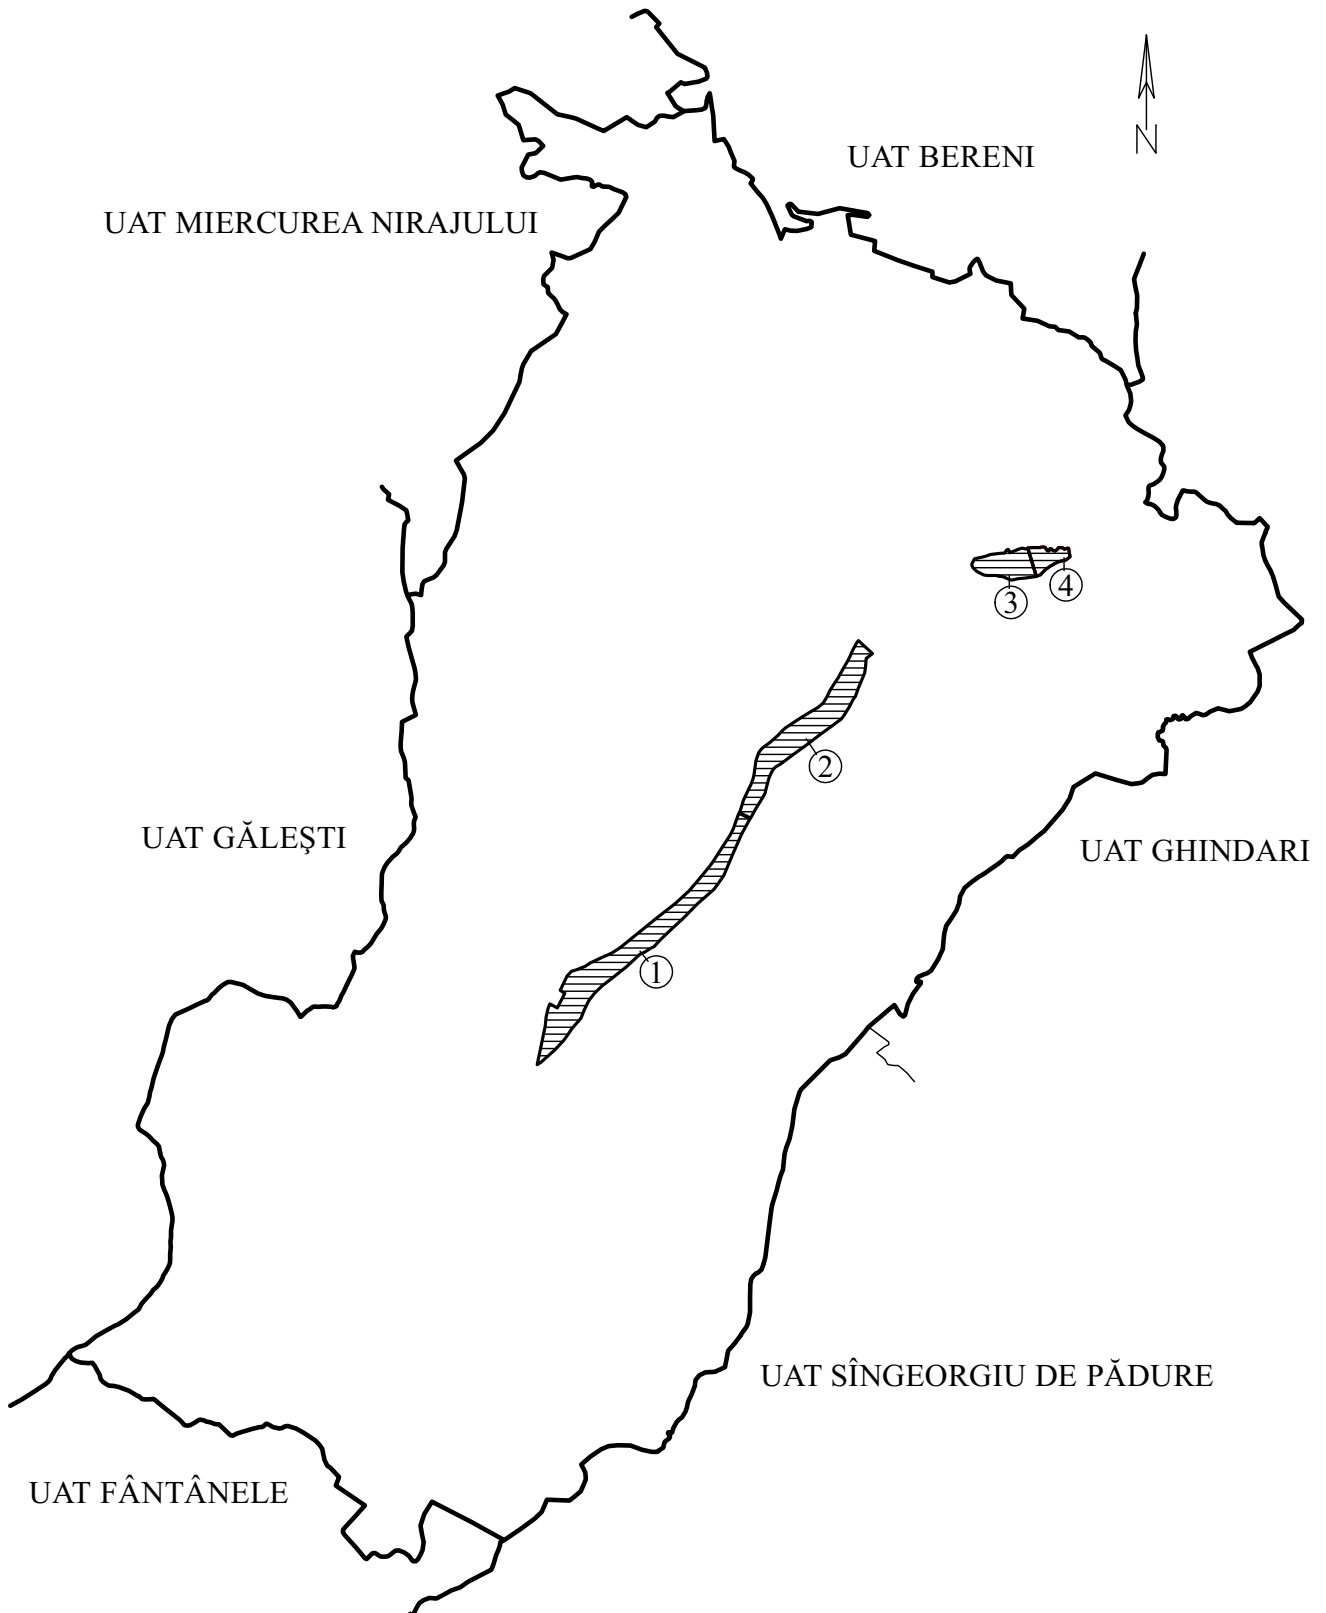 UAT BERENI
N
UAT MIERCUREA NIRAJULUI
4
3
2
UAT GĂLEŞTI
UAT GHINDARI
1
UAT SÎNGEORGIU DE PĂDURE
UAT FÂNTÂNELE